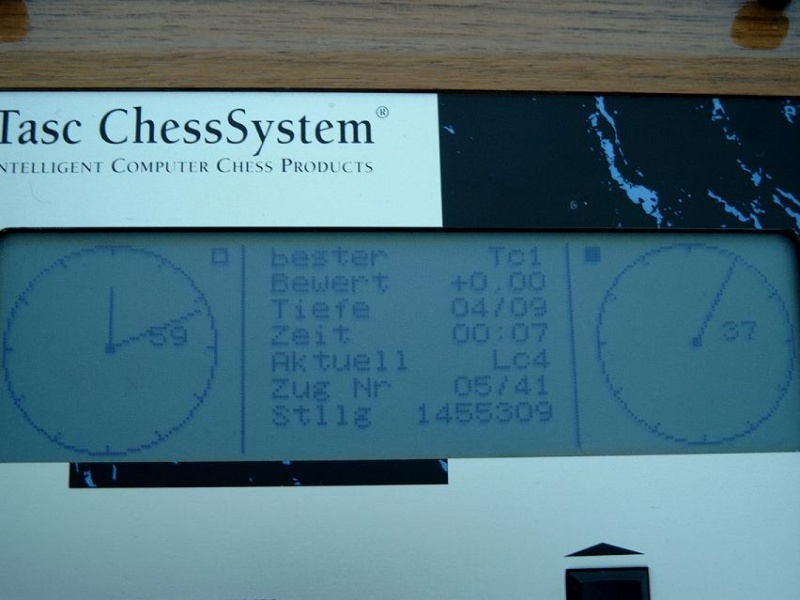 Tasc ChessSystem®
INTELLIGENT COMPUTER CHESS PRODUCTS
bester Tc1
Bewert +0.00
Tiefe 04/09
59 Zeit 00:07 37
Aktuell Lc4
Zug Nr 05/41
Stllg 1455309